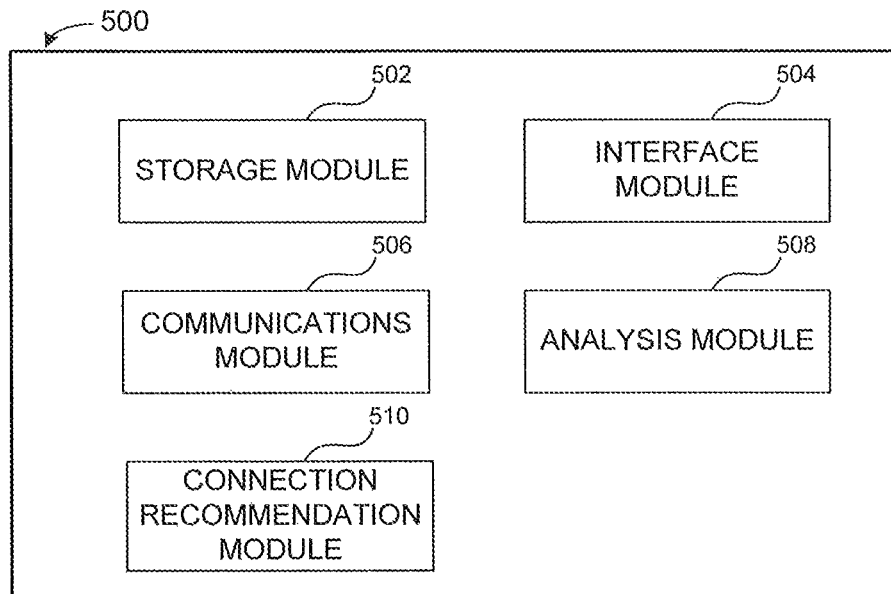 500
502
STORAGE MODULE
504
INTERFACE
MODULE
506
COMMUNICATIONS
MODULE
508
ANALYSIS MODULE
510
CONNECTION
RECOMMENDATION
MODULE